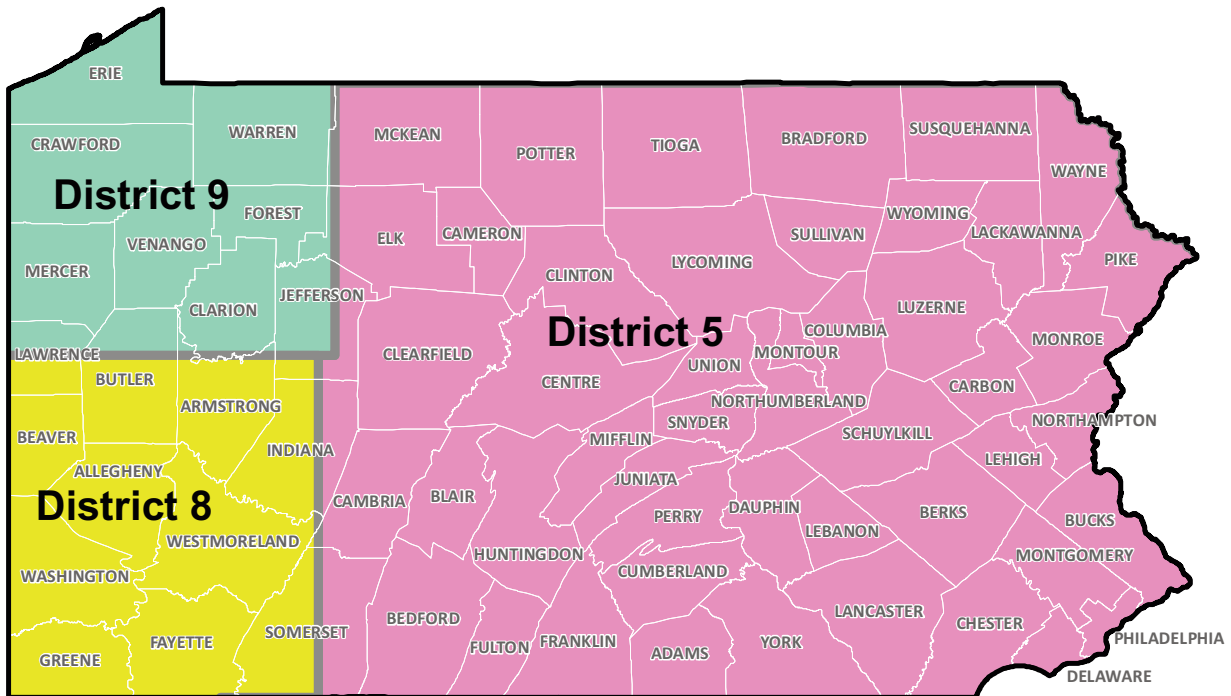 ERIE
WARREN
MCKEAN
SUSQUEHANNA
CRAWFORD
TIOGA
BRADFORD
POTTER
WAYNE
District 9
FOREST
WYOMING
VENANGO
ELK
CAMERON
SULLIVAN
LACKAWANNA
MERCER
CLINTON
LYCOMING
PIKE
CLARION
JEFFERSON
LUZERNE
District 5
COLUMBIA
LAWRENCE
CLEARFIELD
MONTOUR
MONROE
BUTLER
CENTRE
UNION
CARBON
ARMSTRONG
NORTHUMBERLAND
BEAVER
MIFFLIN
SNYDER
SCHUYLKILL
NORTHAMPTON
INDIANA
ALLEGHENY
LEHIGH
District 8
CAMBRIA
BLAIR
JUNIATA
PERRY
DAUPHIN
BERKS
BUCKS
LEBANON
WESTMORELAND
HUNTINGDON
MONTGOMERY
WASHINGTON
CUMBERLAND
LANCASTER
BEDFORD
CHESTER
SOMERSET
FAYETTE
FULTON
FRANKLIN
YORK
PHILADELPHIA
GREENE
ADAMS
DELAWARE